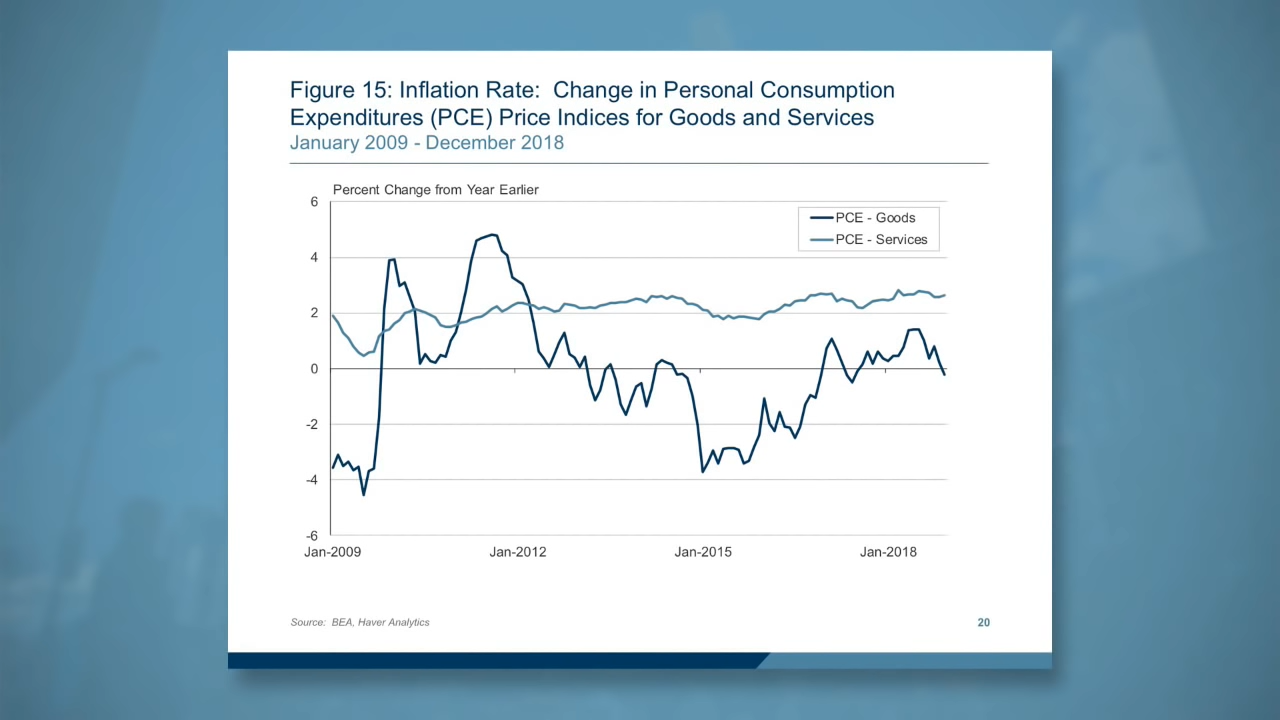 Figure 15: Inflation Rate:  Change in Personal Consumption
Expenditures (PCE) Price Indices for Goods and Services
January 2009 - December 2018
Percent Change from Year Earlier
6
PCE - Goods
PCE - Services
4
2
0
-2
-4
-6
Jan-2009 Jan-2012 Jan-2015 Jan-2018
Source:  BEA, Haver Analytics
20